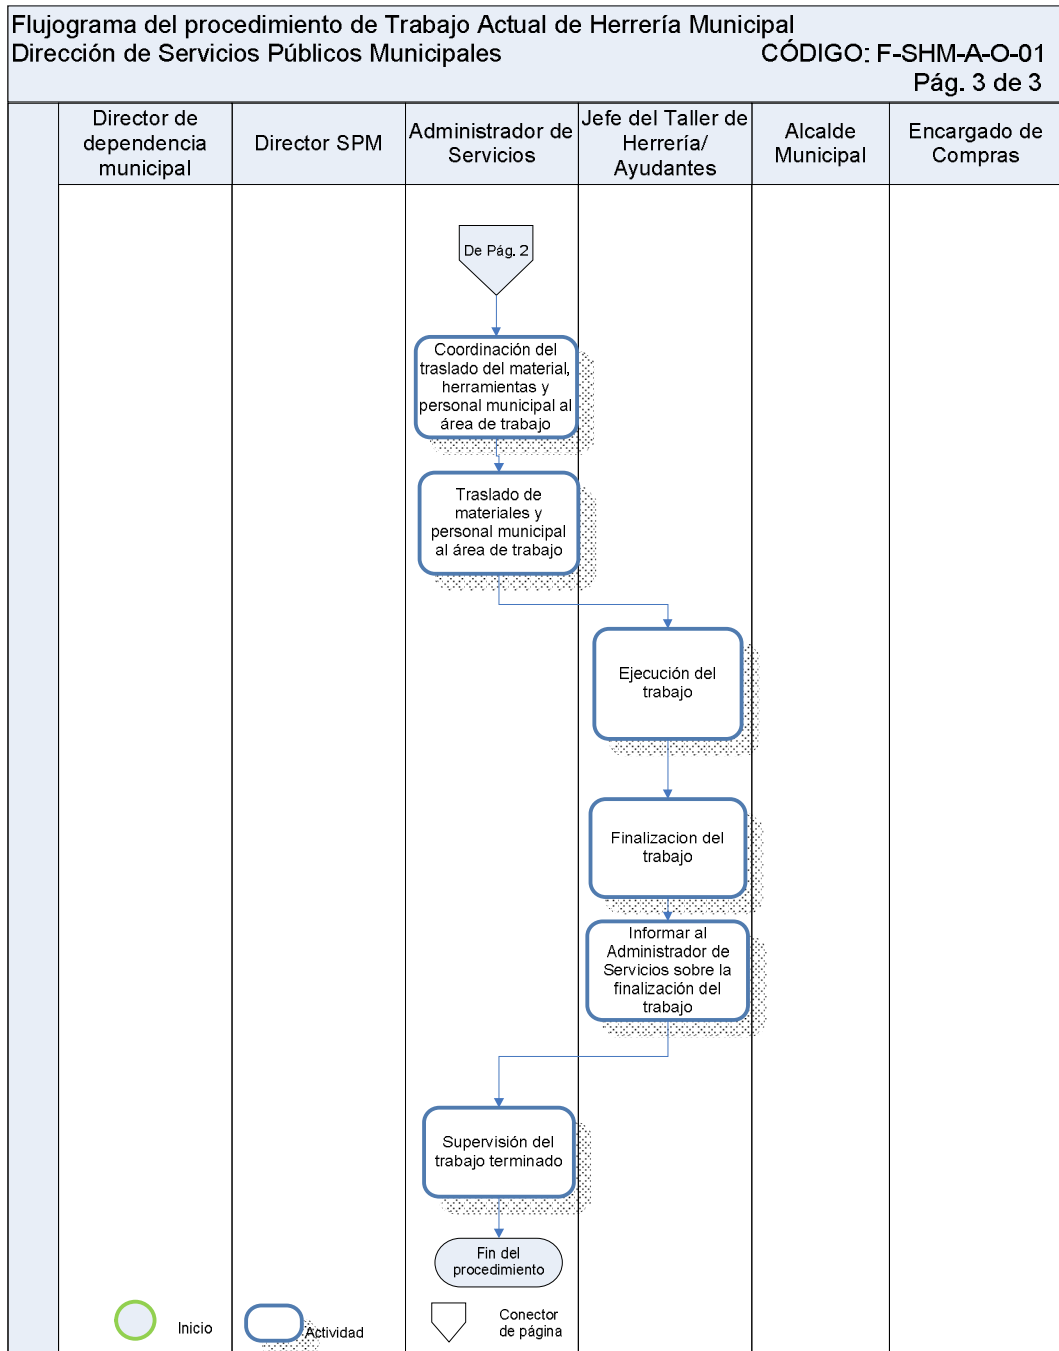 Flujograma del procedimiento de Trabajo Actual de Herrería Municipal
Dirección de Servicios Públicos Municipales
CÓDIGO: F-SHM-A-O-01
Pág. 3 de 3
Director de
dependencia
municipal
Director SPM
Administrador de
Servicios
Jefe del Taller de
Herrería/
Ayudantes
Alcalde
Municipal
Encargado de
Compras
De Pág. 2
Coordinación del
traslado del material,
herramientas y
personal municipal al
área de trabajo
Traslado de
materiales y
personal municipal
al área de trabajo
Ejecución del
trabajo
Finalizacion del
trabajo
Informar al
Administrador de
Servicios sobre la
finalización del
trabajo
Supervisión del
trabajo terminado
Fin del
procedimiento
Inicio
Actividad
Conector
de página